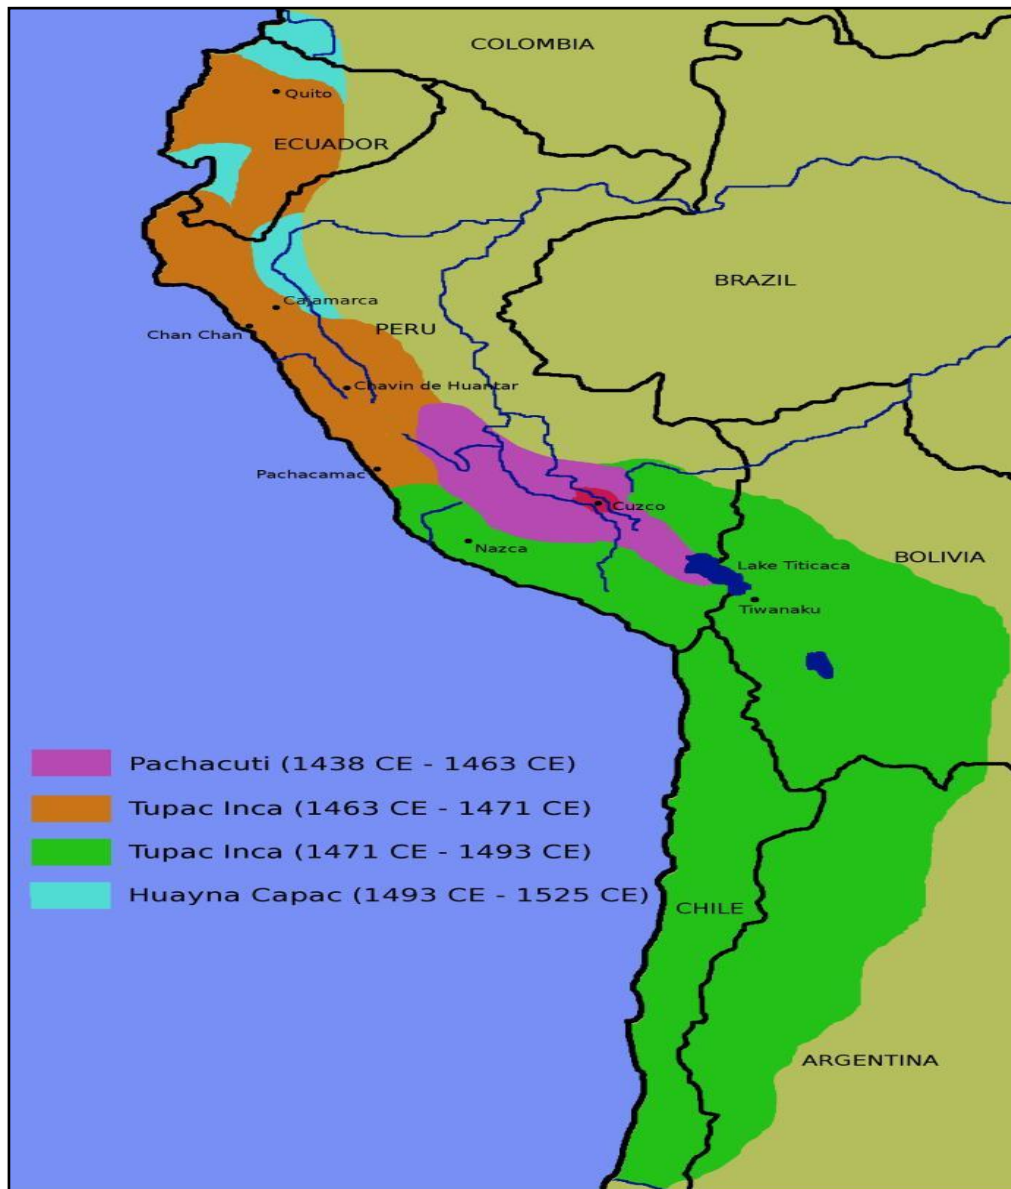 COLOMBIA
Quito
ECUADOR
BRAZIL
Cajamarca
PERU
Chan Chan
Chavin de Huantar
Pachacamac
Cuzco
Nazca
BOLIVIA
Lake Titicaca
Tiwanaku
Pachacuti (1438 CE - 1463 CE)
Tupac Inca (1463 CE - 1471 CE)
Tupac Inca (1471 CE - 1493 CE)
Huayna Capac (1493 CE - 1525 CE)
CHILE
ARGENTINA